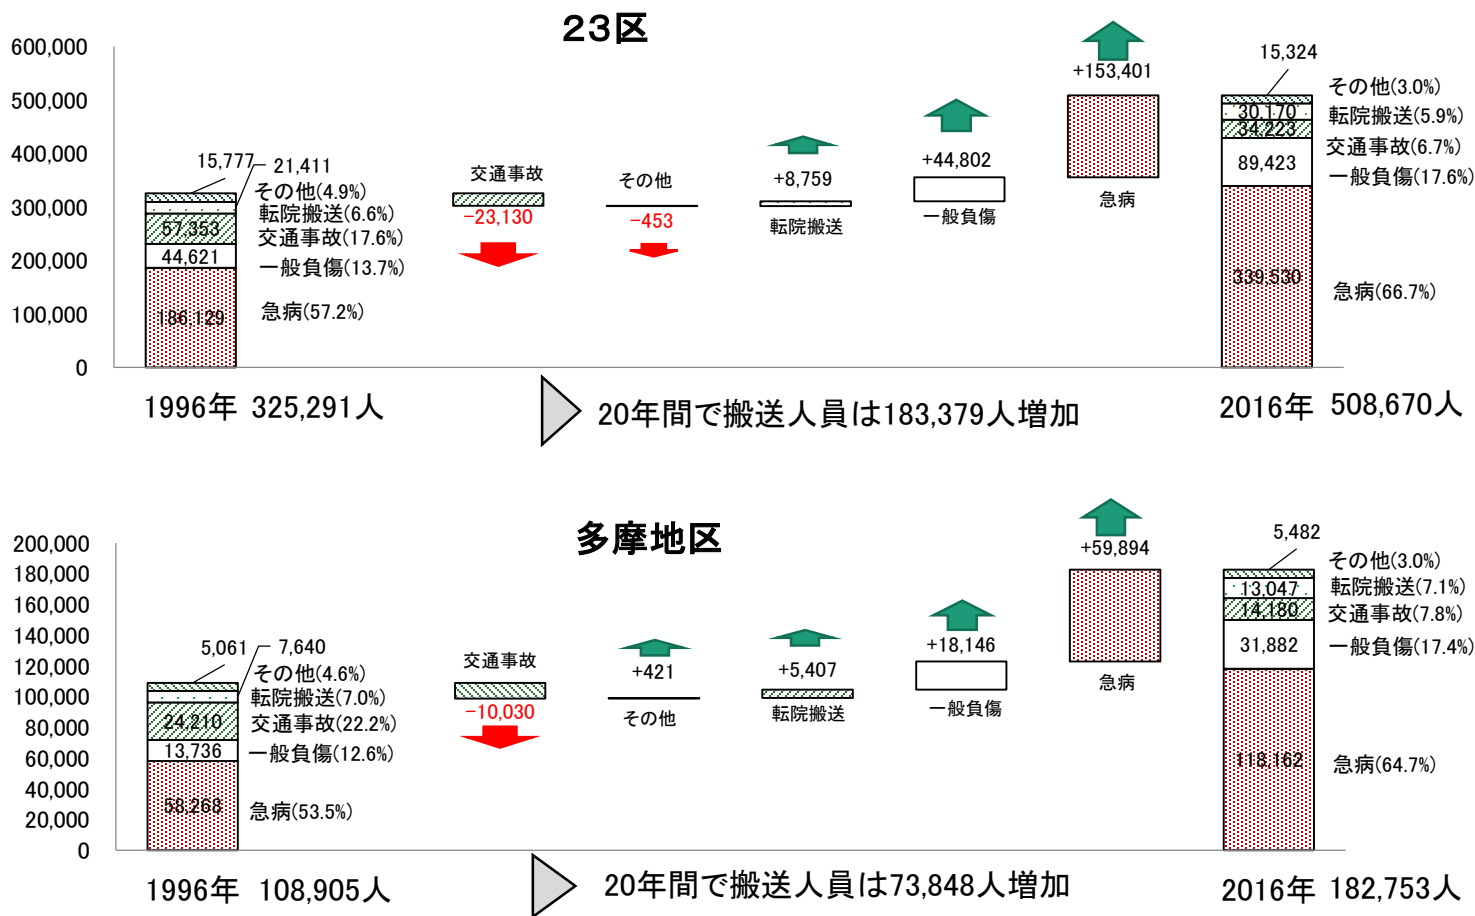 23区
600,000
500,000
400,000
300,000
200,000
100,000
0
15,777
21,411
その他(4.9%)
転院搬送(6.6%)
57,353
交通事故(17.6%)
44,621
一般負傷(13.7%)
186,129
急病(57.2%)
交通事故
-23,130
その他
-453
+8,759
転院搬送
+44,802
一般負傷
+153,401
急病
15,324
その他(3.0%)
30,170
転院搬送(5.9%)
34,223
交通事故(6.7%)
89,423
一般負傷(17.6%)
339,530
急病(66.7%)
1996年 325,291人
20年間で搬送人員は183,379人増加
2016年 508,670人
多摩地区
200,000
180,000
160,000
140,000
120,000
100,000
80,000
60,000
40,000
20,000
0
5,061
7,640
その他(4.6%)
転院搬送(7.0%)
24,210
交通事故(22.2%)
13,736
一般負傷(12.6%)
58,268
急病(53.5%)
交通事故
-10,030
+421
その他
+5,407
転院搬送
+18,146
一般負傷
+59,894
急病
5,482
その他(3.0%)
13,047
転院搬送(7.1%)
14,180
交通事故(7.8%)
31,882
一般負傷(17.4%)
118,162
急病(64.7%)
1996年 108,905人
20年間で搬送人員は73,848人増加
2016年 182,753人